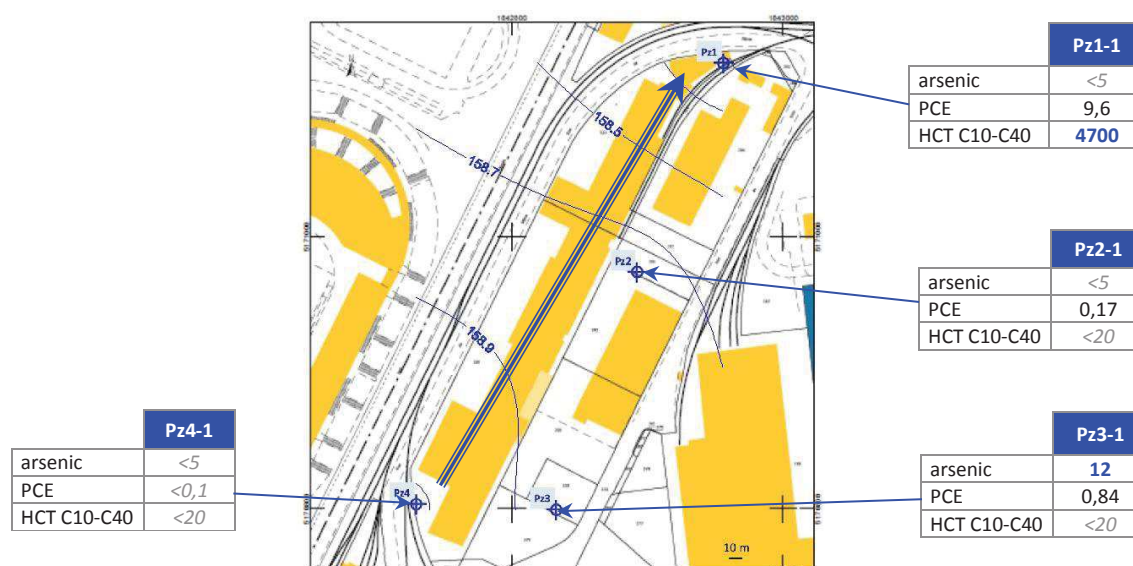 1842000
1843000
Pz1
158.5
158.7
Pz2
158.9
Pz4
Pz3
10 m
Pz1-1
arsenic <5
PCE 9,6
HCT C10-C40 4700
Pz2-1
arsenic <5
PCE 0,17
HCT C10-C40 <20
Pz4-1
arsenic <5
PCE <0,1
HCT C10-C40 <20
Pz3-1
arsenic 12
PCE 0,84
HCT C10-C40 <20